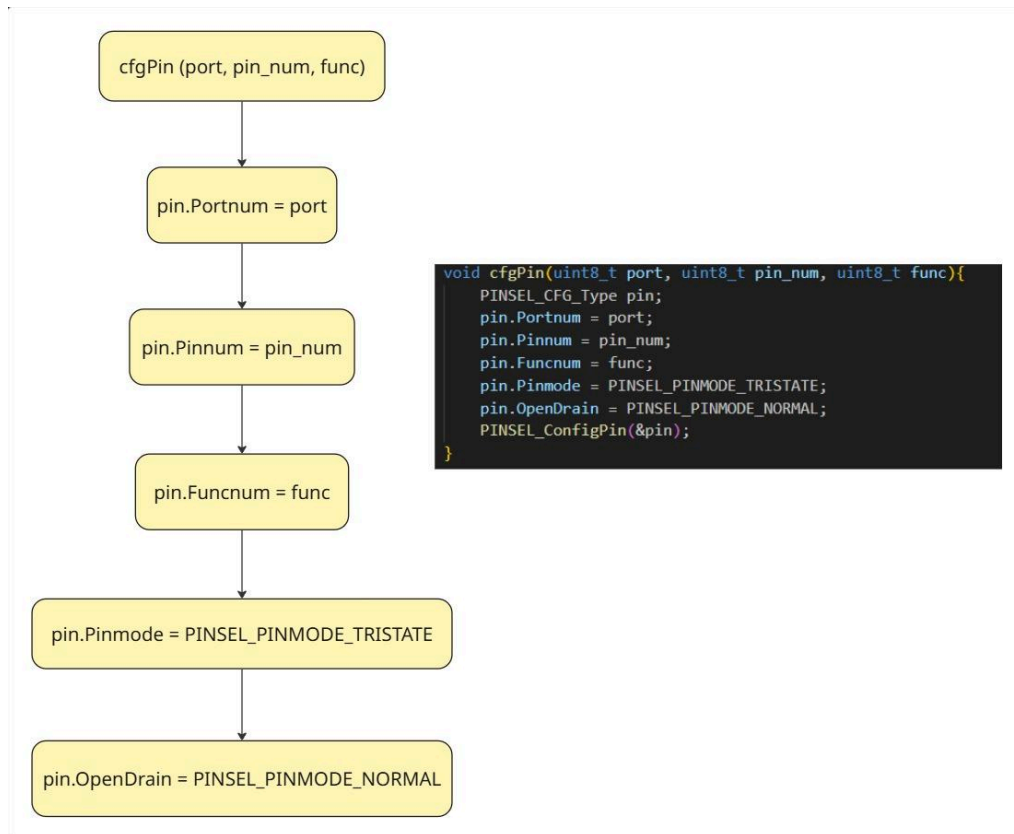 cfgPin (port, pin_num, func)
pin.Portnum = port
pin.Pinnum = pin_num
pin.Funcnum = func
pin.Pinmode = PINSEL_PINMODE_TRISTATE
pin.OpenDrain = PINSEL_PINMODE_NORMAL
void cfgPin(uint8_t port, uint8_t pin_num, uint8_t func){
    PINSEL_CFG_Type pin;
    pin.Portnum = port;
    pin.Pinnum = pin_num;
    pin.Funcnum = func;
    pin.Pinmode = PINSEL_PINMODE_TRISTATE;
    pin.OpenDrain = PINSEL_PINMODE_NORMAL;
    PINSEL_ConfigPin(&pin);
}